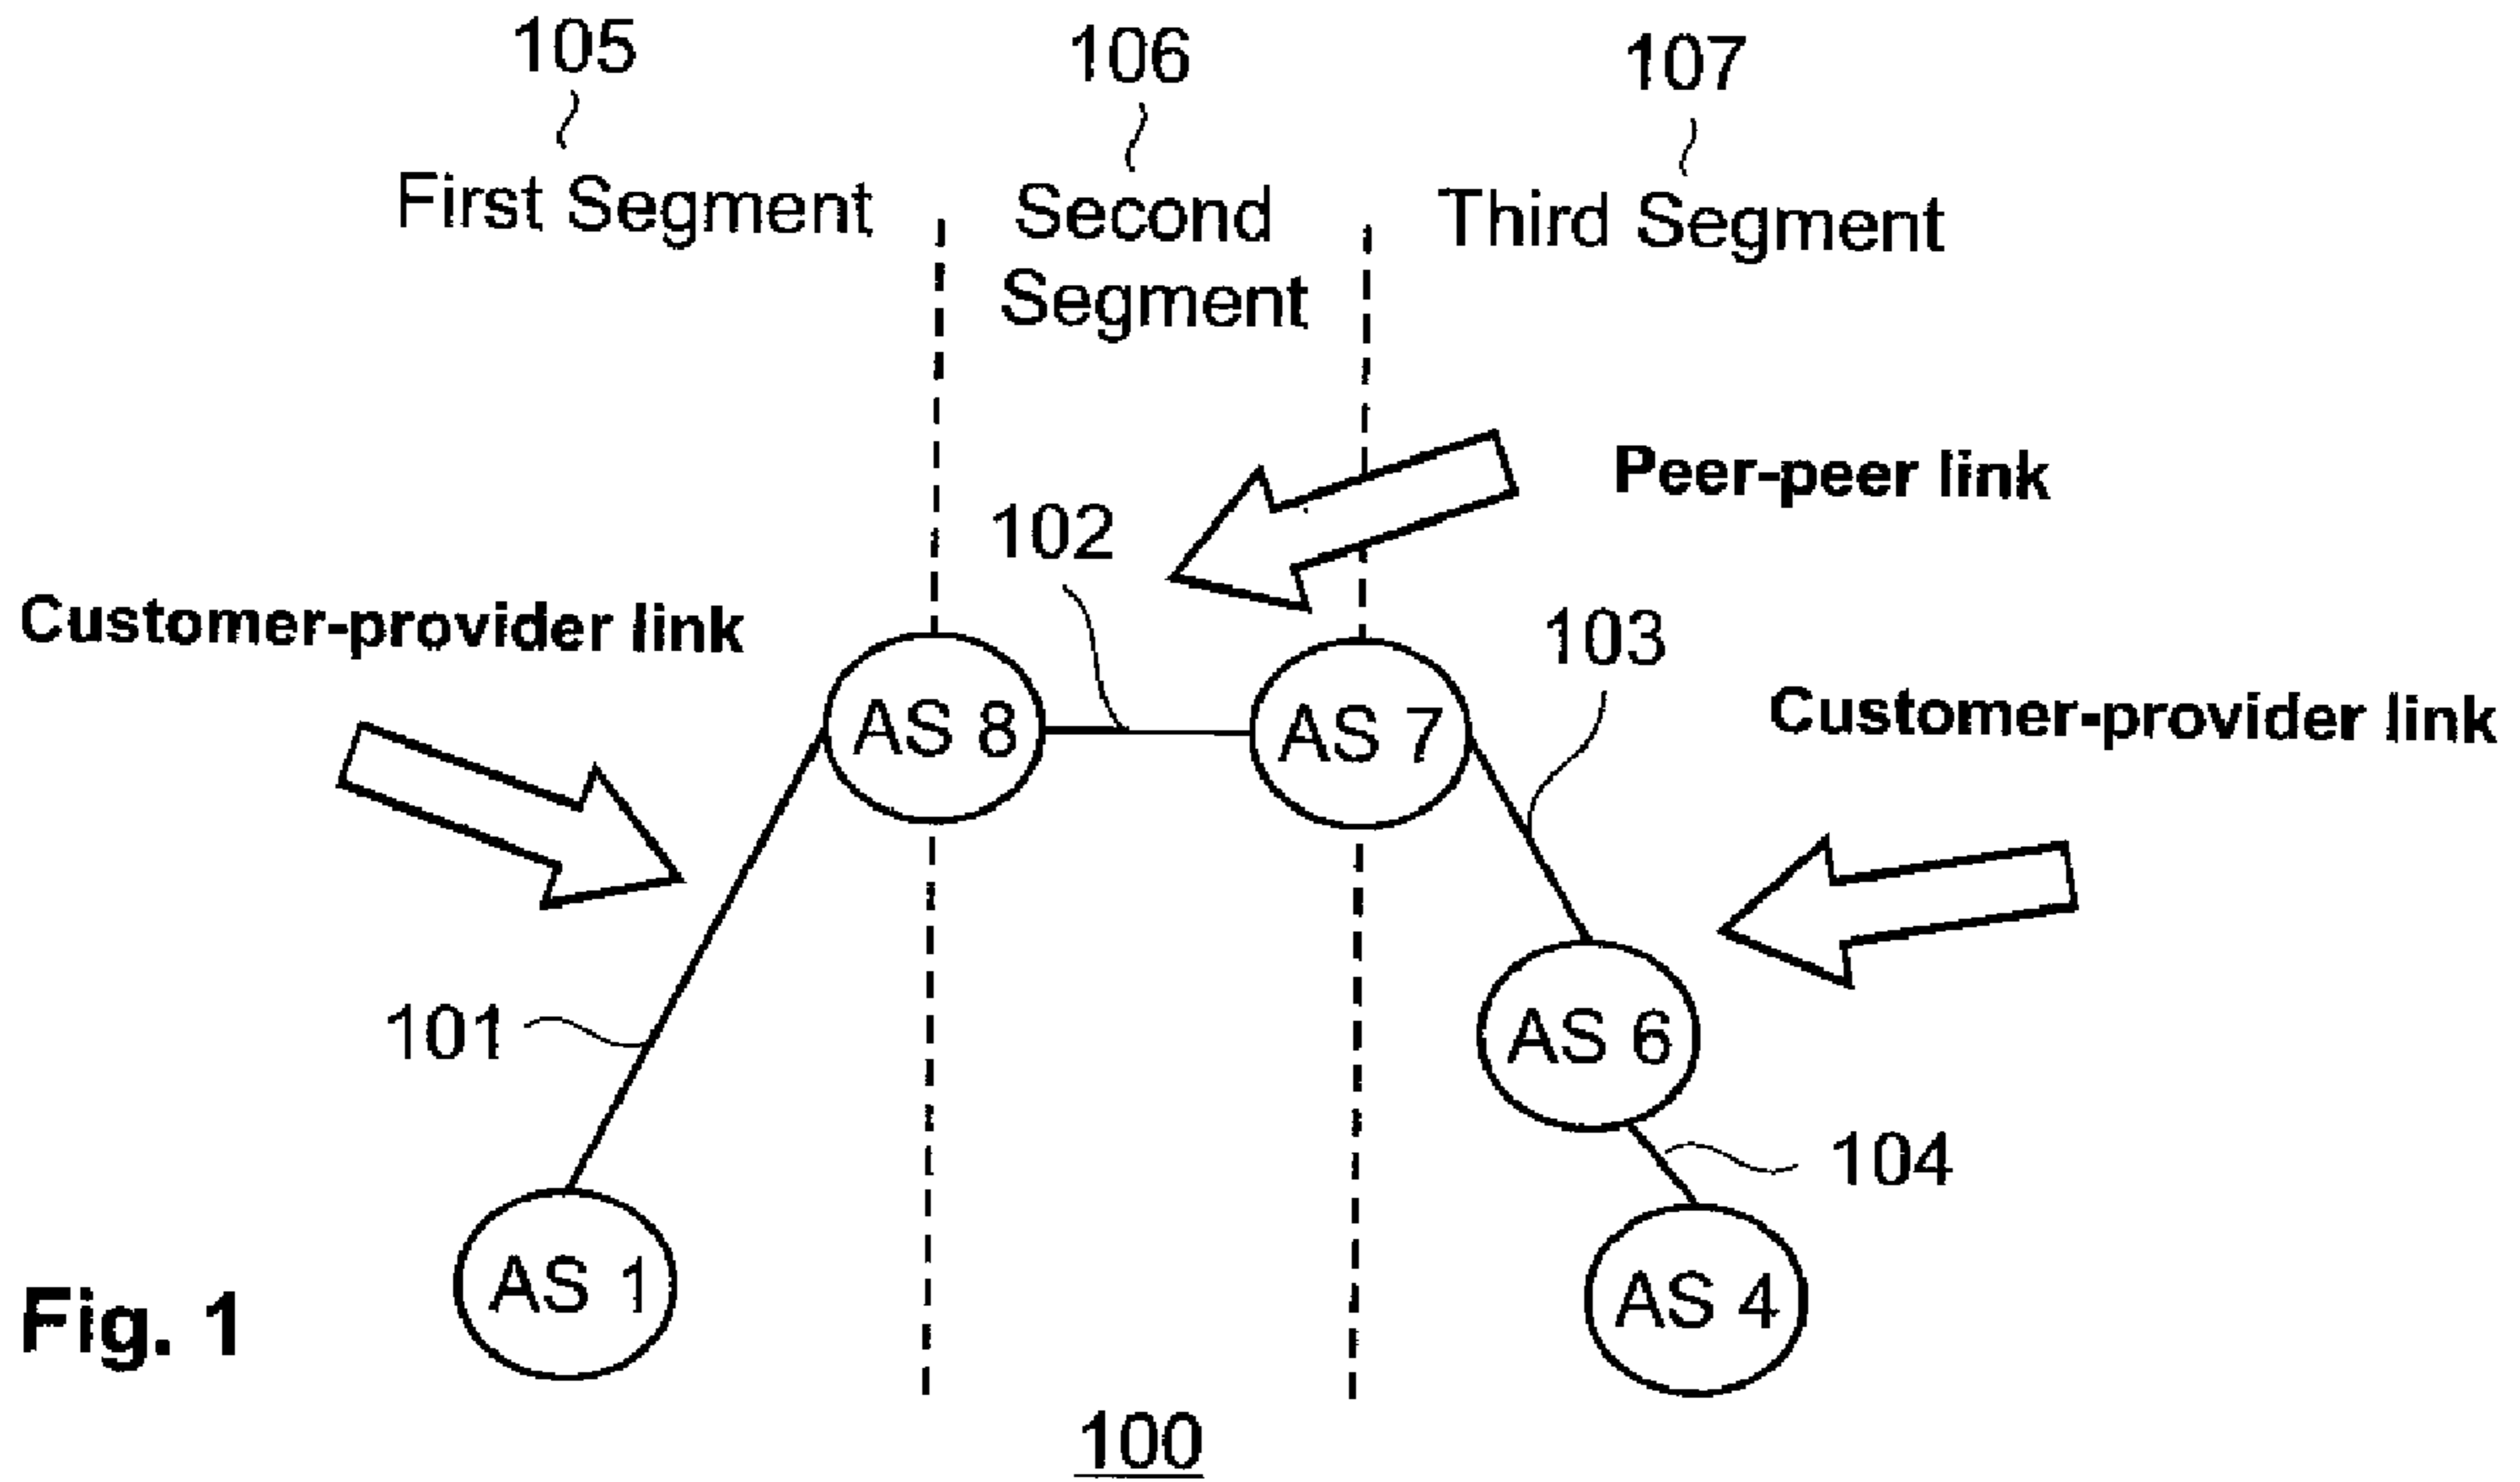 105
106
107
First Segment
Second
Segment
Third Segment
Peer-peer link
102
Customer-provider link
103
AS 8
AS 7
Customer-provider link
101
AS 6
104
AS 1
AS 4
Fig. 1
100